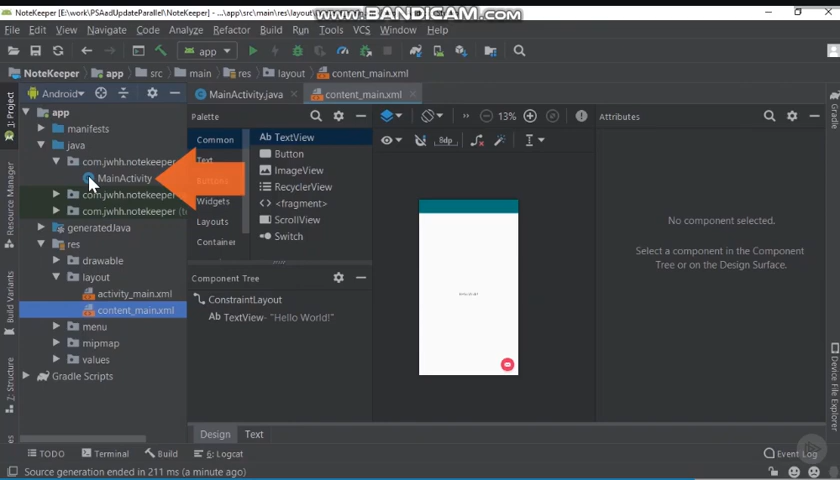 NoteKeeper [E:\work\PSAadUpdateParallel\NoteKeeper] - ...\app\src\main\res\layout
www.BANDICAM.com
File Edit View Navigate Code Analyze Refactor Build Run Tools VCS Window Help
app
NoteKeeper app src main res layout content_main.xml
1: Project
Resource Manager
Build Variants
Z: Structure
Android
app
manifests
java
com.jwhh.notekeeper
MainActivity
com.jwhh.notekeeper
com.jwhh.notekeeper
generatedJava
res
drawable
layout
activity_main.xml
content_main.xml
menu
mipmap
values
Gradle Scripts
MainActivity.java content_main.xml
Palette
Common
Text
Buttons
Widgets
Layouts
Container
Ab TextView
Button
ImageView
RecyclerView
<fragment>
ScrollView
Switch
Component Tree
ConstraintLayout
Ab TextView- "Hello World!"
8dp
13%
Attributes
No component selected.
Select a component in the Component
Tree or on the Design Surface.
Gradle
Device File Explorer
Design Text
TODO Terminal Build 6: Logcat Event Log
Source generation ended in 211 ms (a minute ago)